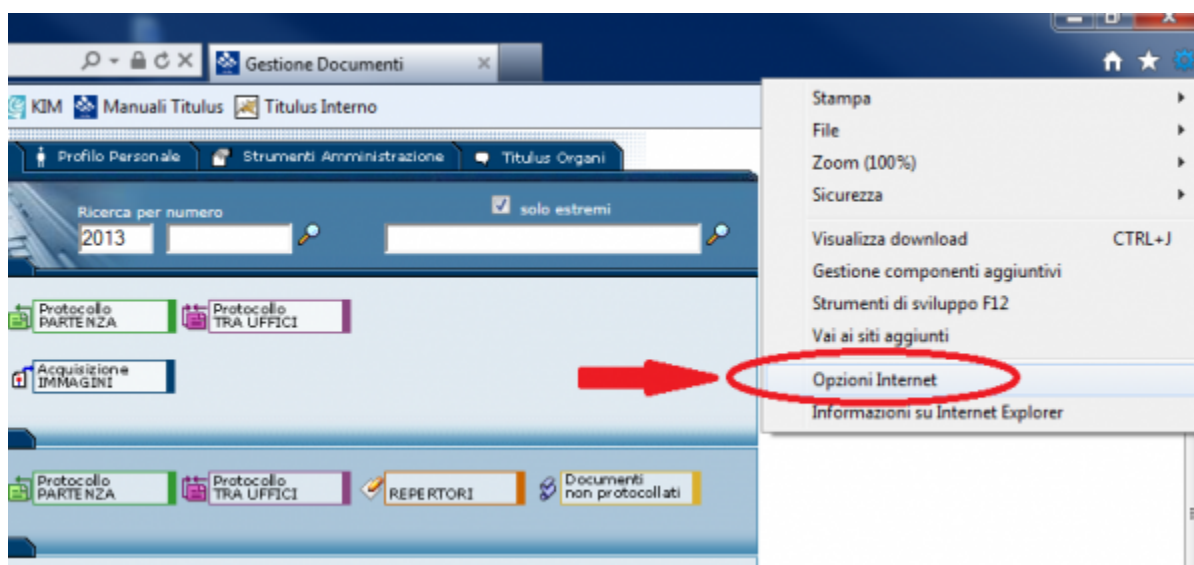 Gestione Documenti
KIM Manuali Titulus Titulus Interno
Profilo Personale Strumenti Amministrazione Titulus Organi
Ricerca per numero solo estremi
2013
Protocollo PARTENZA
Protocollo TRA UFFICI
Acquisizione IMMAGINI
Protocollo PARTENZA
Protocollo TRA UFFICI
REPERTORI
Documenti non protocollati
Stampa
File
Zoom (100%)
Sicurezza
Visualizza download CTRL+J
Gestione componenti aggiuntivi
Strumenti di sviluppo F12
Vai ai siti aggiunti
Opzioni Internet
Informazioni su Internet Explorer